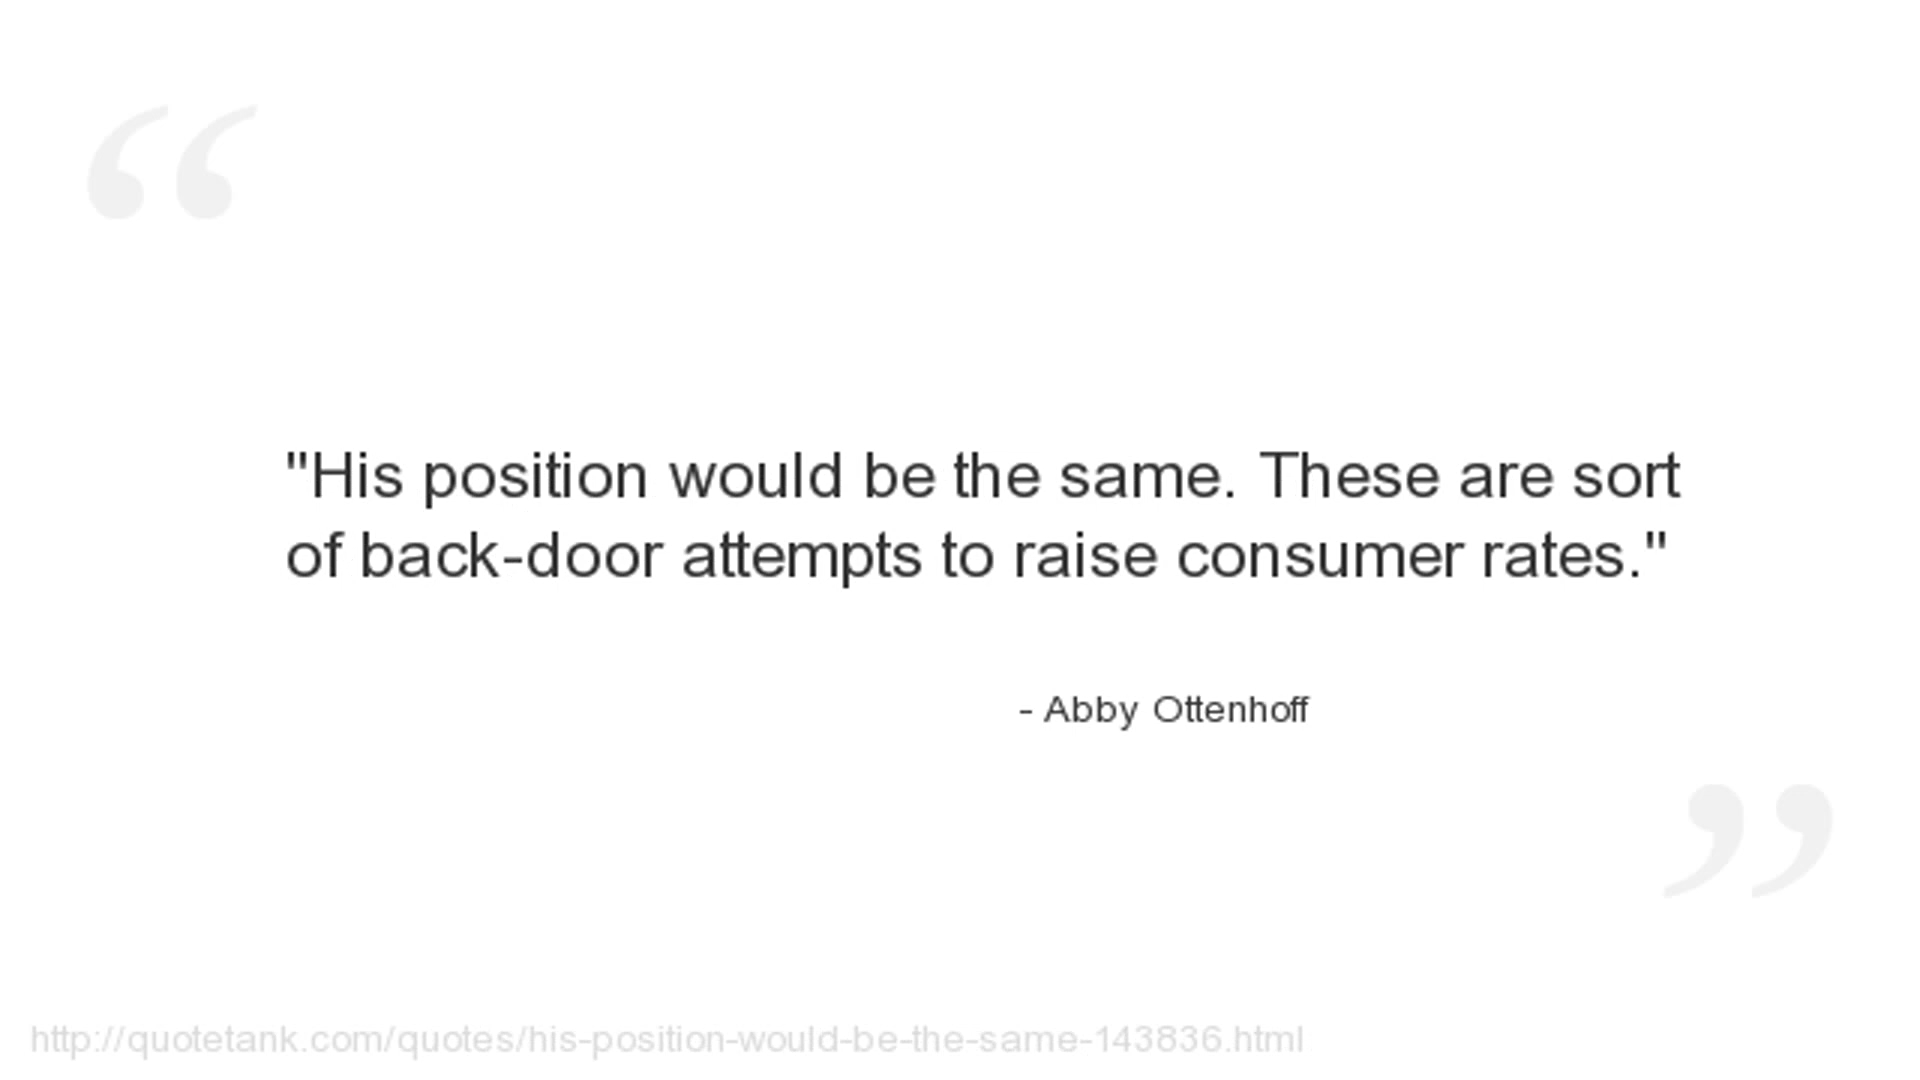 "His position would be the same. These are sort
of back-door attempts to raise consumer rates."
- Abby Ottenhoff
http://quotetank.com/quotes/his-position-would-be-the-same-143836.html